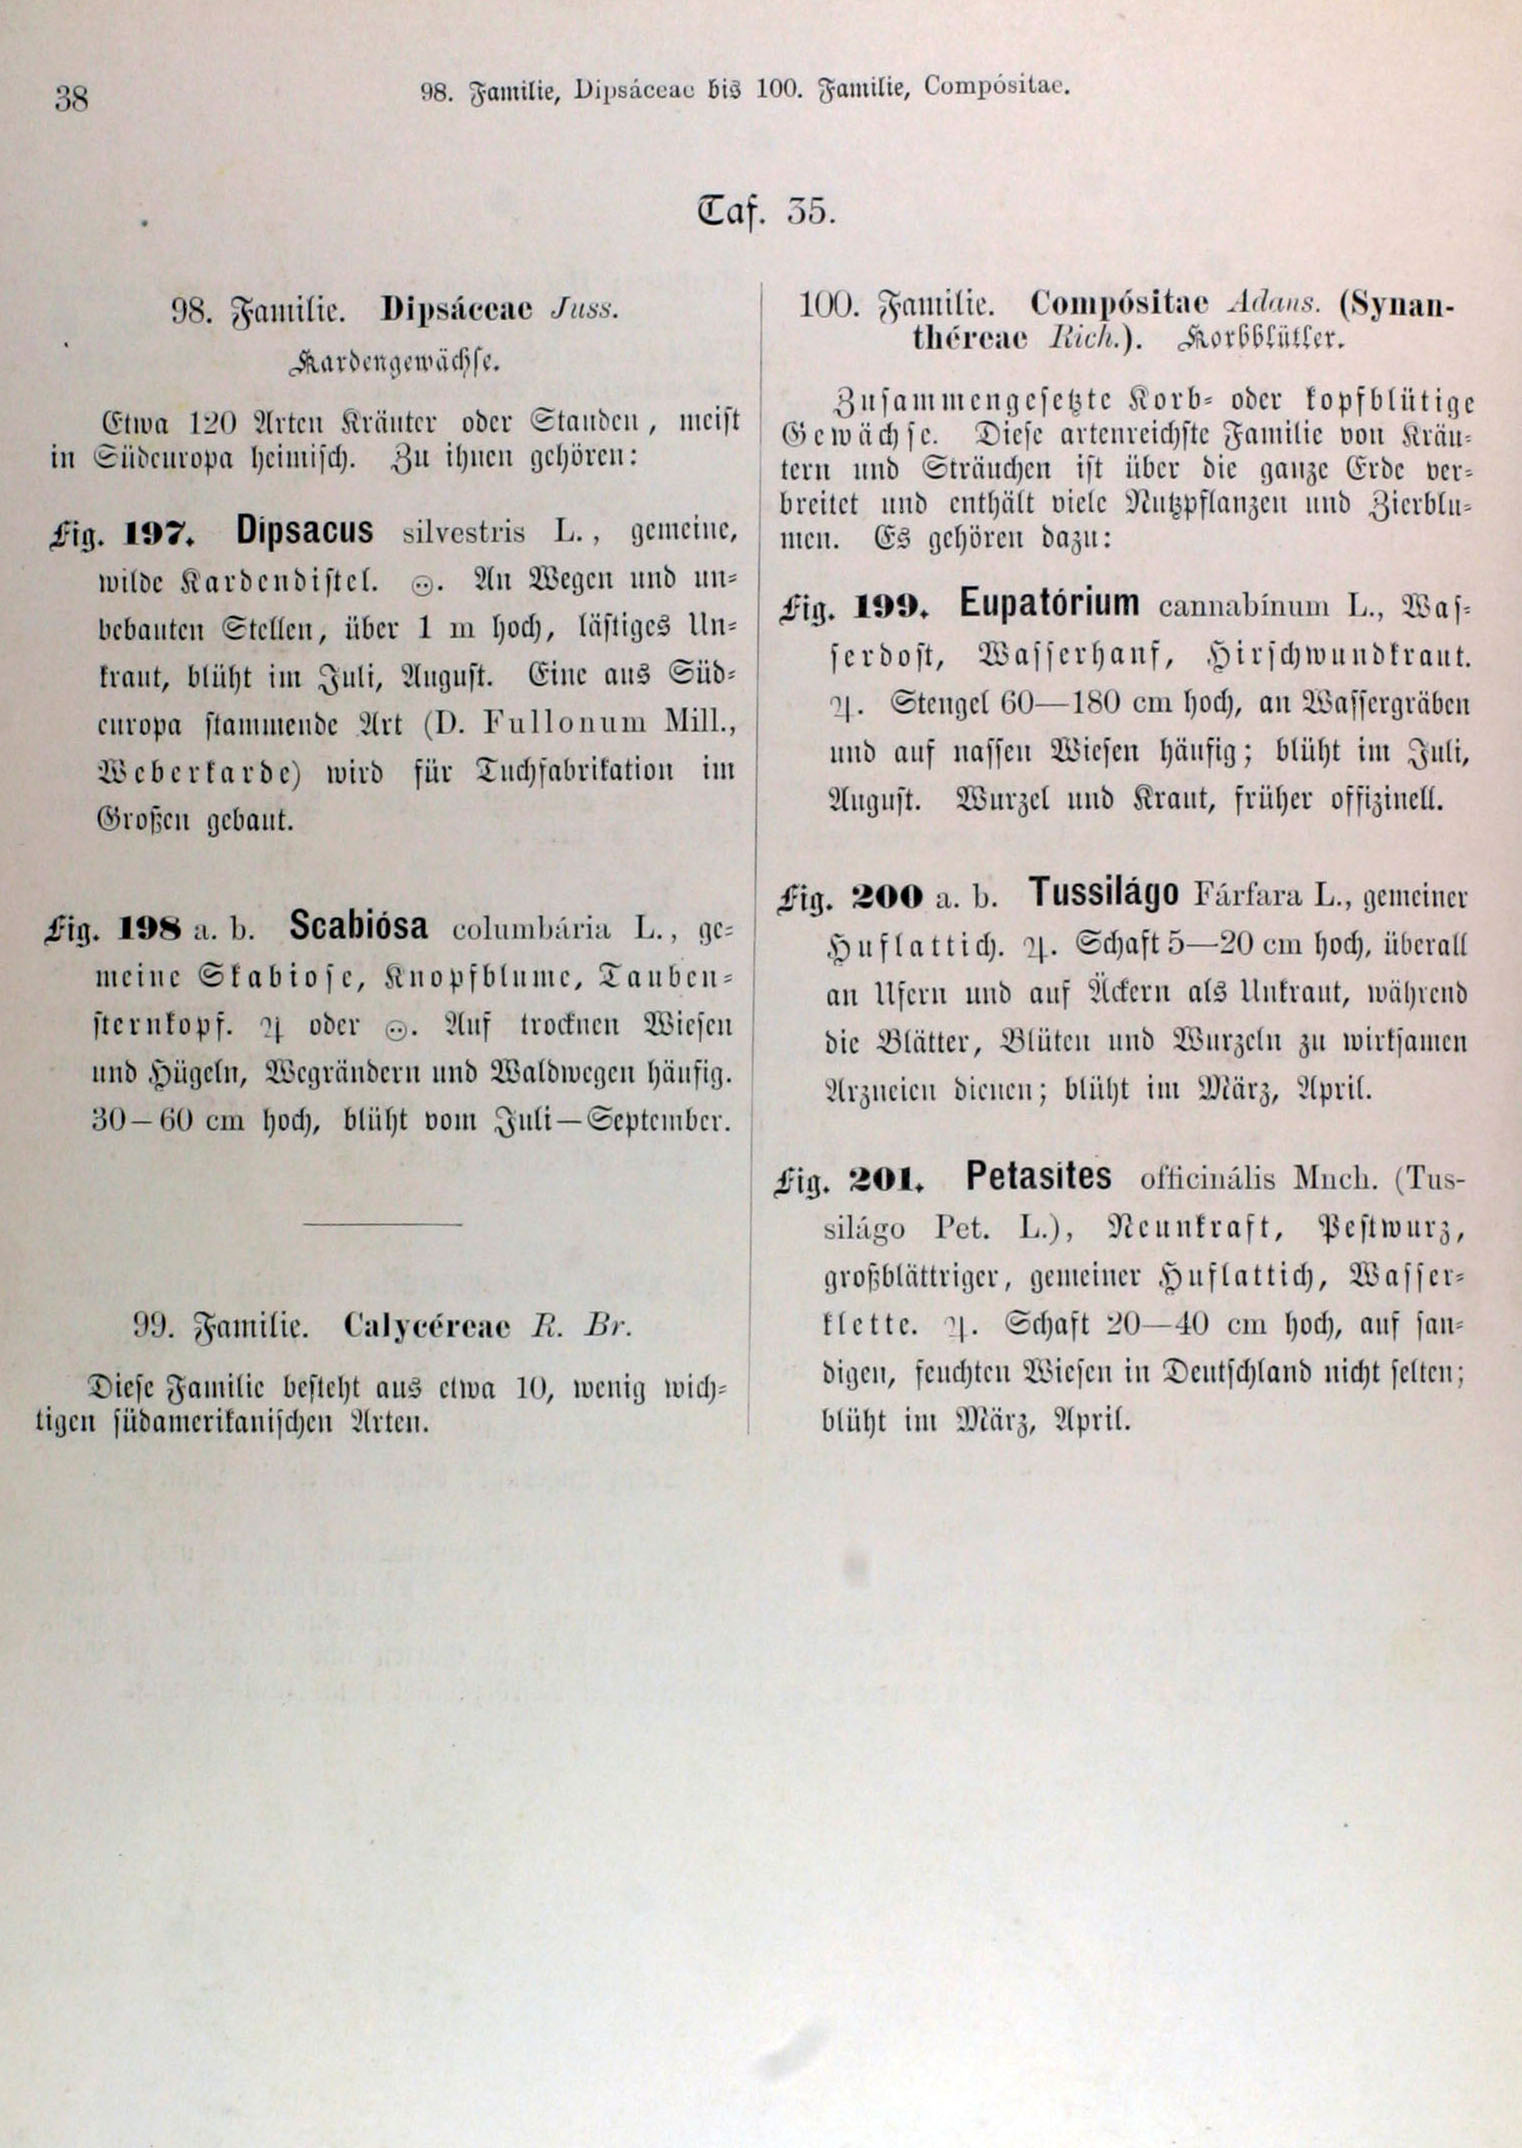 38
98. Familie, Dipsáceae bis 100. Familie, Compósitae.
Taf. 35.
98. Familie. Dipsáceae Juss.
Kardengewächse.
Etwa 120 Arten Kräuter oder Stauden, meist
in Südeuropa heimisch. Zu ihnen gehören:
Fig. 197. Dipsacus silvestris L., gemeine,
wilde Kardendistel. ⚇. An Wegen und un-
bebauten Stellen, über 1 m hoch, lästiges Un-
kraut, blüht im Juli, August. Eine aus Süd-
europa stammende Art (D. Fullonum Mill.,
Weberkarde) wird für Tuchfabrikation im
Großen gebaut.
Fig. 198 a. b. Scabiósa columbária L., ge-
meine Skabiose, Knopfblume, Tauben-
sternkopf. ♃ oder ⚇. Auf trocknen Wiesen
und Hügeln, Wegrändern und Waldwegen häufig.
30–60 cm hoch, blüht vom Juli–September.
99. Familie. Calycéreae R. Br.
Diese Familie besteht aus etwa 10, wenig wich-
tigen südamerikanischen Arten.
100. Familie. Compósitae Adans. (Synan-
théreae Rich.). Korbblütler.
Zusammengesetzte Korb- oder kopfblütige
Gewächse. Diese artenreichste Familie von Kräu-
tern und Sträuchen ist über die ganze Erde ver-
breitet und enthält viele Nutzpflanzen und Zierblu-
men. Es gehören dazu:
Fig. 199. Eupatórium cannabínum L., Was-
serdost, Wasserhanf, Hirschwundkraut.
♃. Stengel 60—180 cm hoch, an Wassergräben
und auf nassen Wiesen häufig; blüht im Juli,
August. Wurzel und Kraut, früher offizinell.
Fig. 200 a. b. Tussilágo Fárfara L., gemeiner
Huflattich. ♃. Schaft 5—20 cm hoch, überall
an Ufern und auf Äckern als Unkraut, während
die Blätter, Blüten und Wurzeln zu wirksamen
Arzneien dienen; blüht im März, April.
Fig. 201. Petasites officinális Mnch. (Tus-
silágo Pet. L.), Neunkraft, Pestwurz,
großblättriger, gemeiner Huflattich, Wasser-
klette. ♃. Schaft 20—40 cm hoch, auf san-
digen, feuchten Wiesen in Deutschland nicht selten;
blüht im März, April.